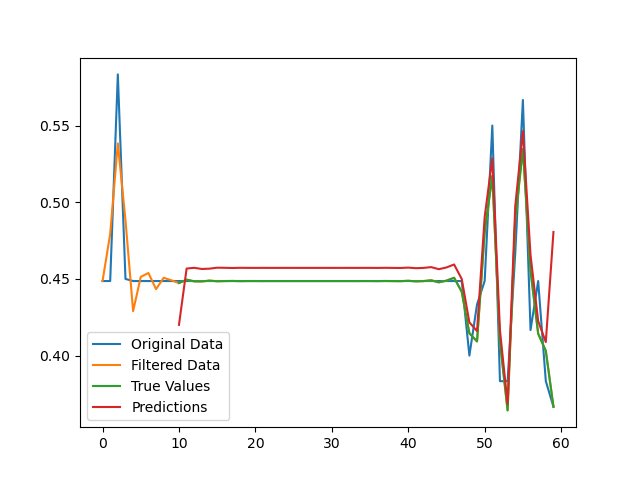 0.55
0.50
0.45
0.40
Original Data
Filtered Data
True Values
Predictions
0 10 20 30 40 50 60